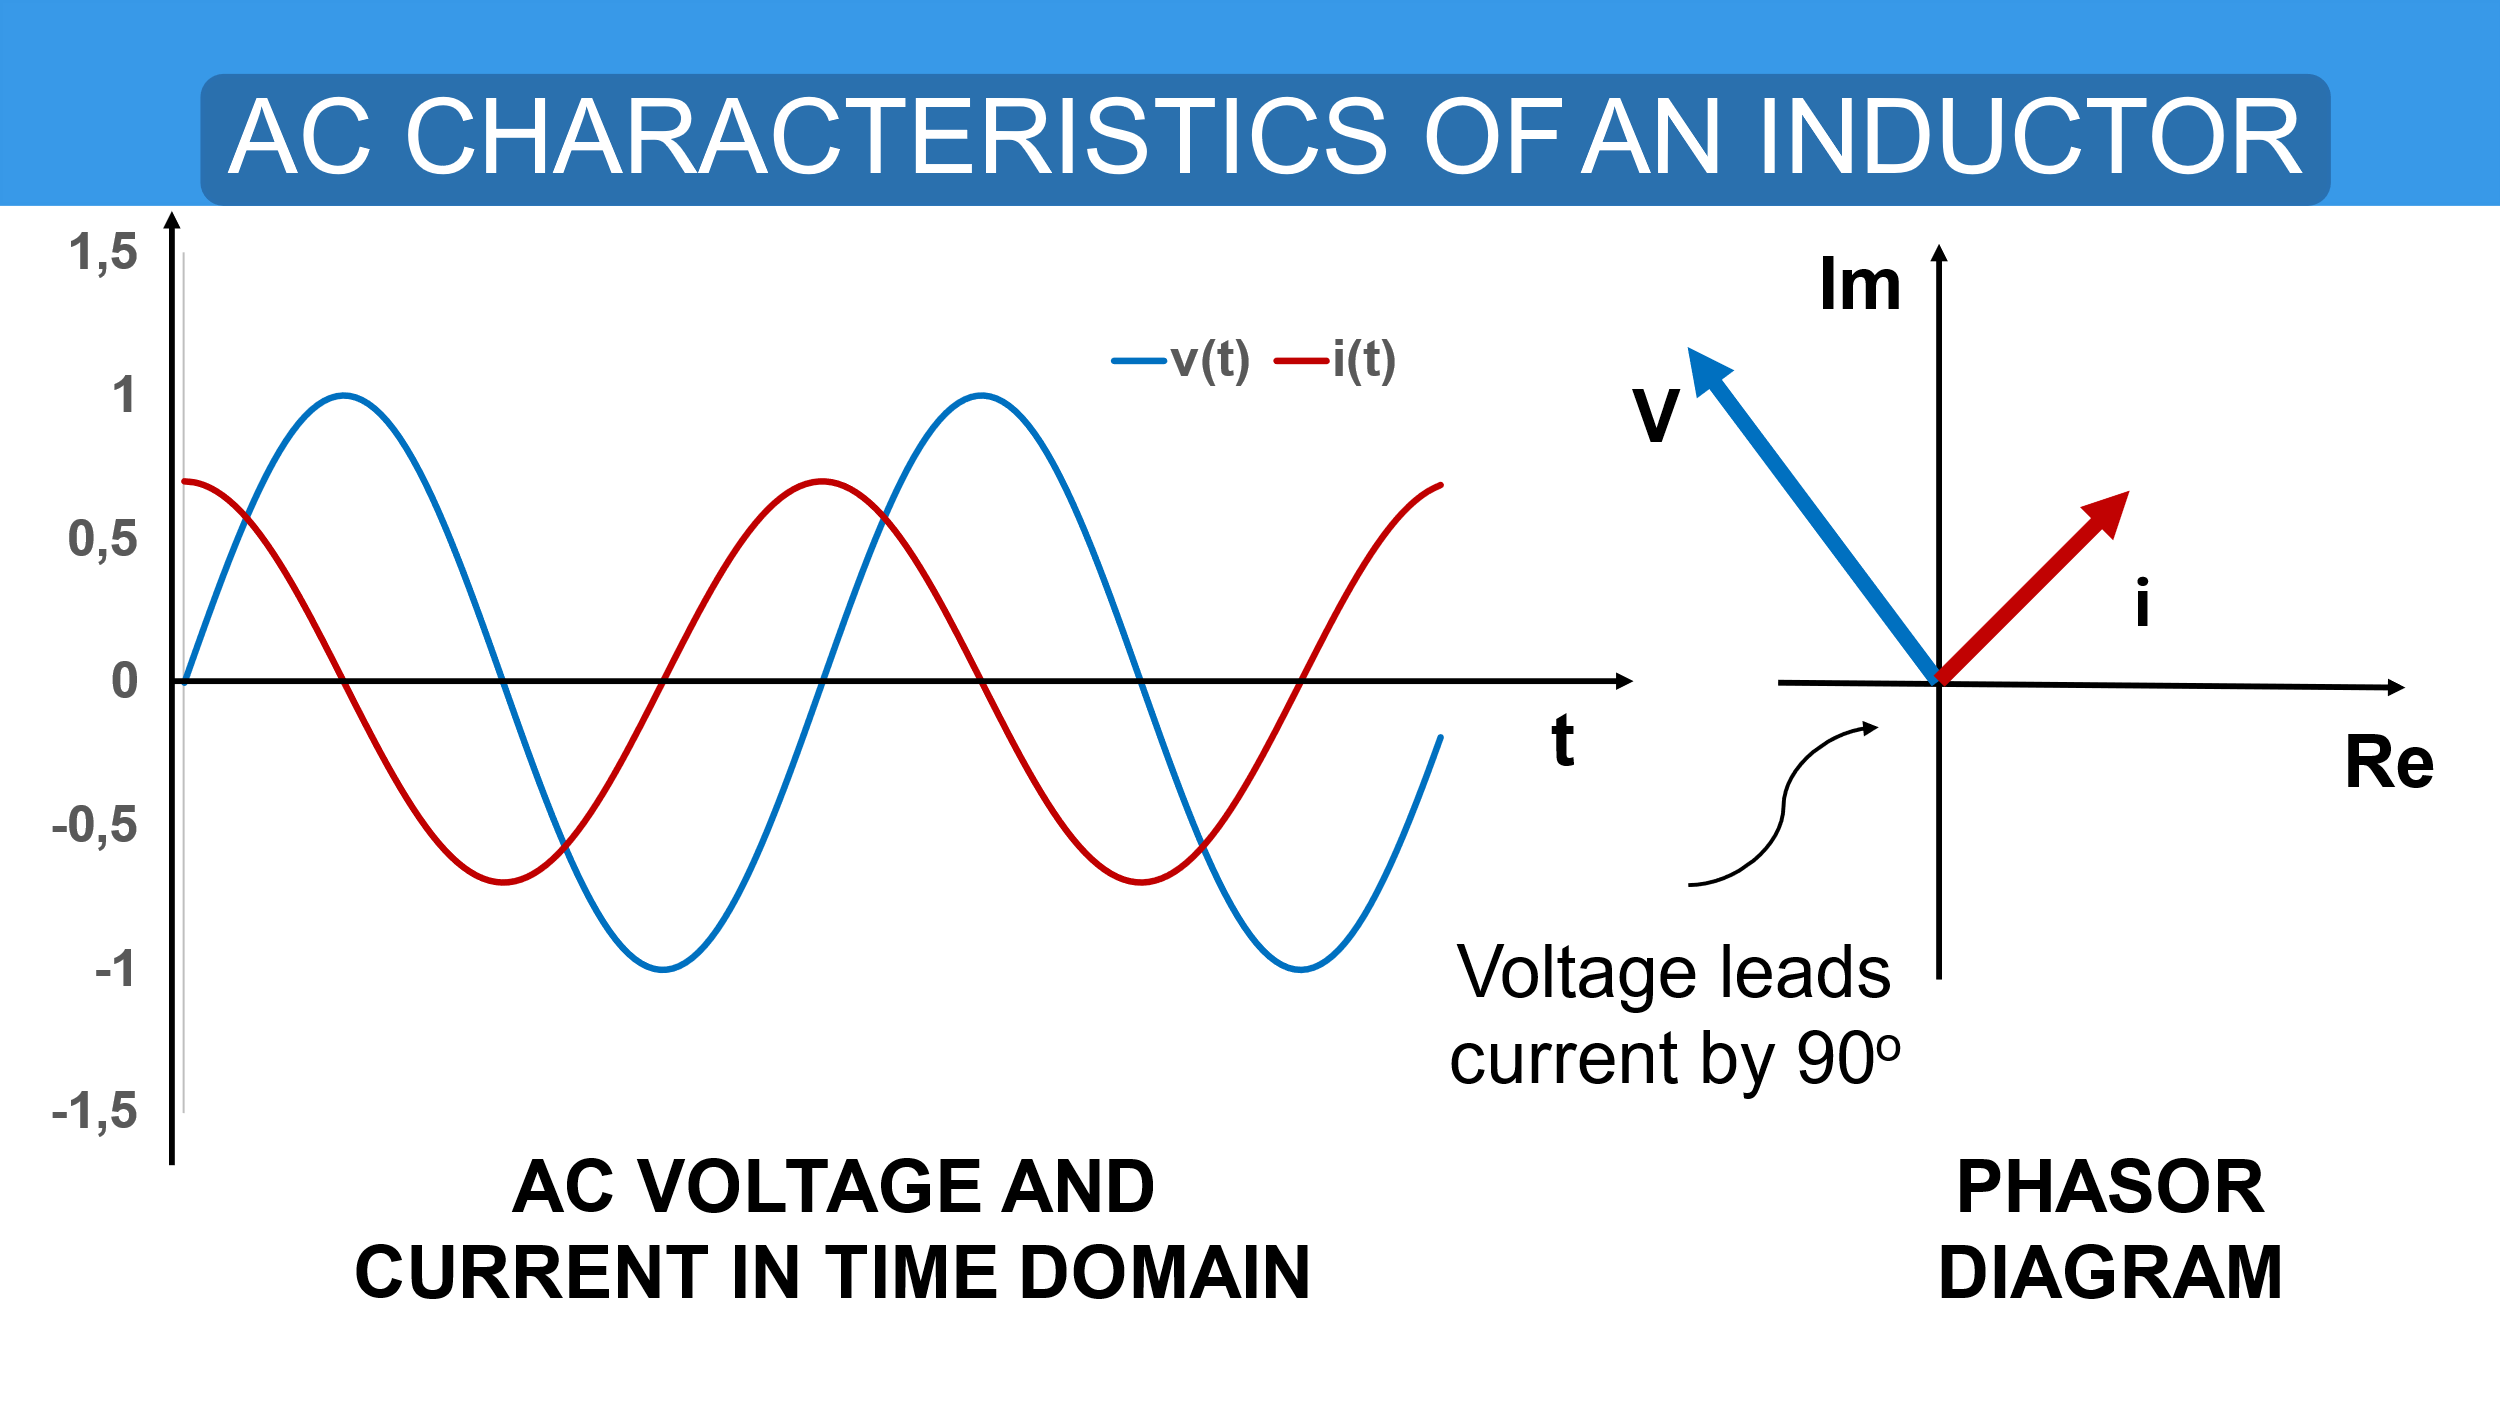 AC CHARACTERISTICS OF AN INDUCTOR
1,5
1
0,5
0
-0,5
-1
-1,5
v(t) i(t)
t
Im
V
i
Re
Voltage leads
current by 90º
AC VOLTAGE AND
CURRENT IN TIME DOMAIN
PHASOR
DIAGRAM